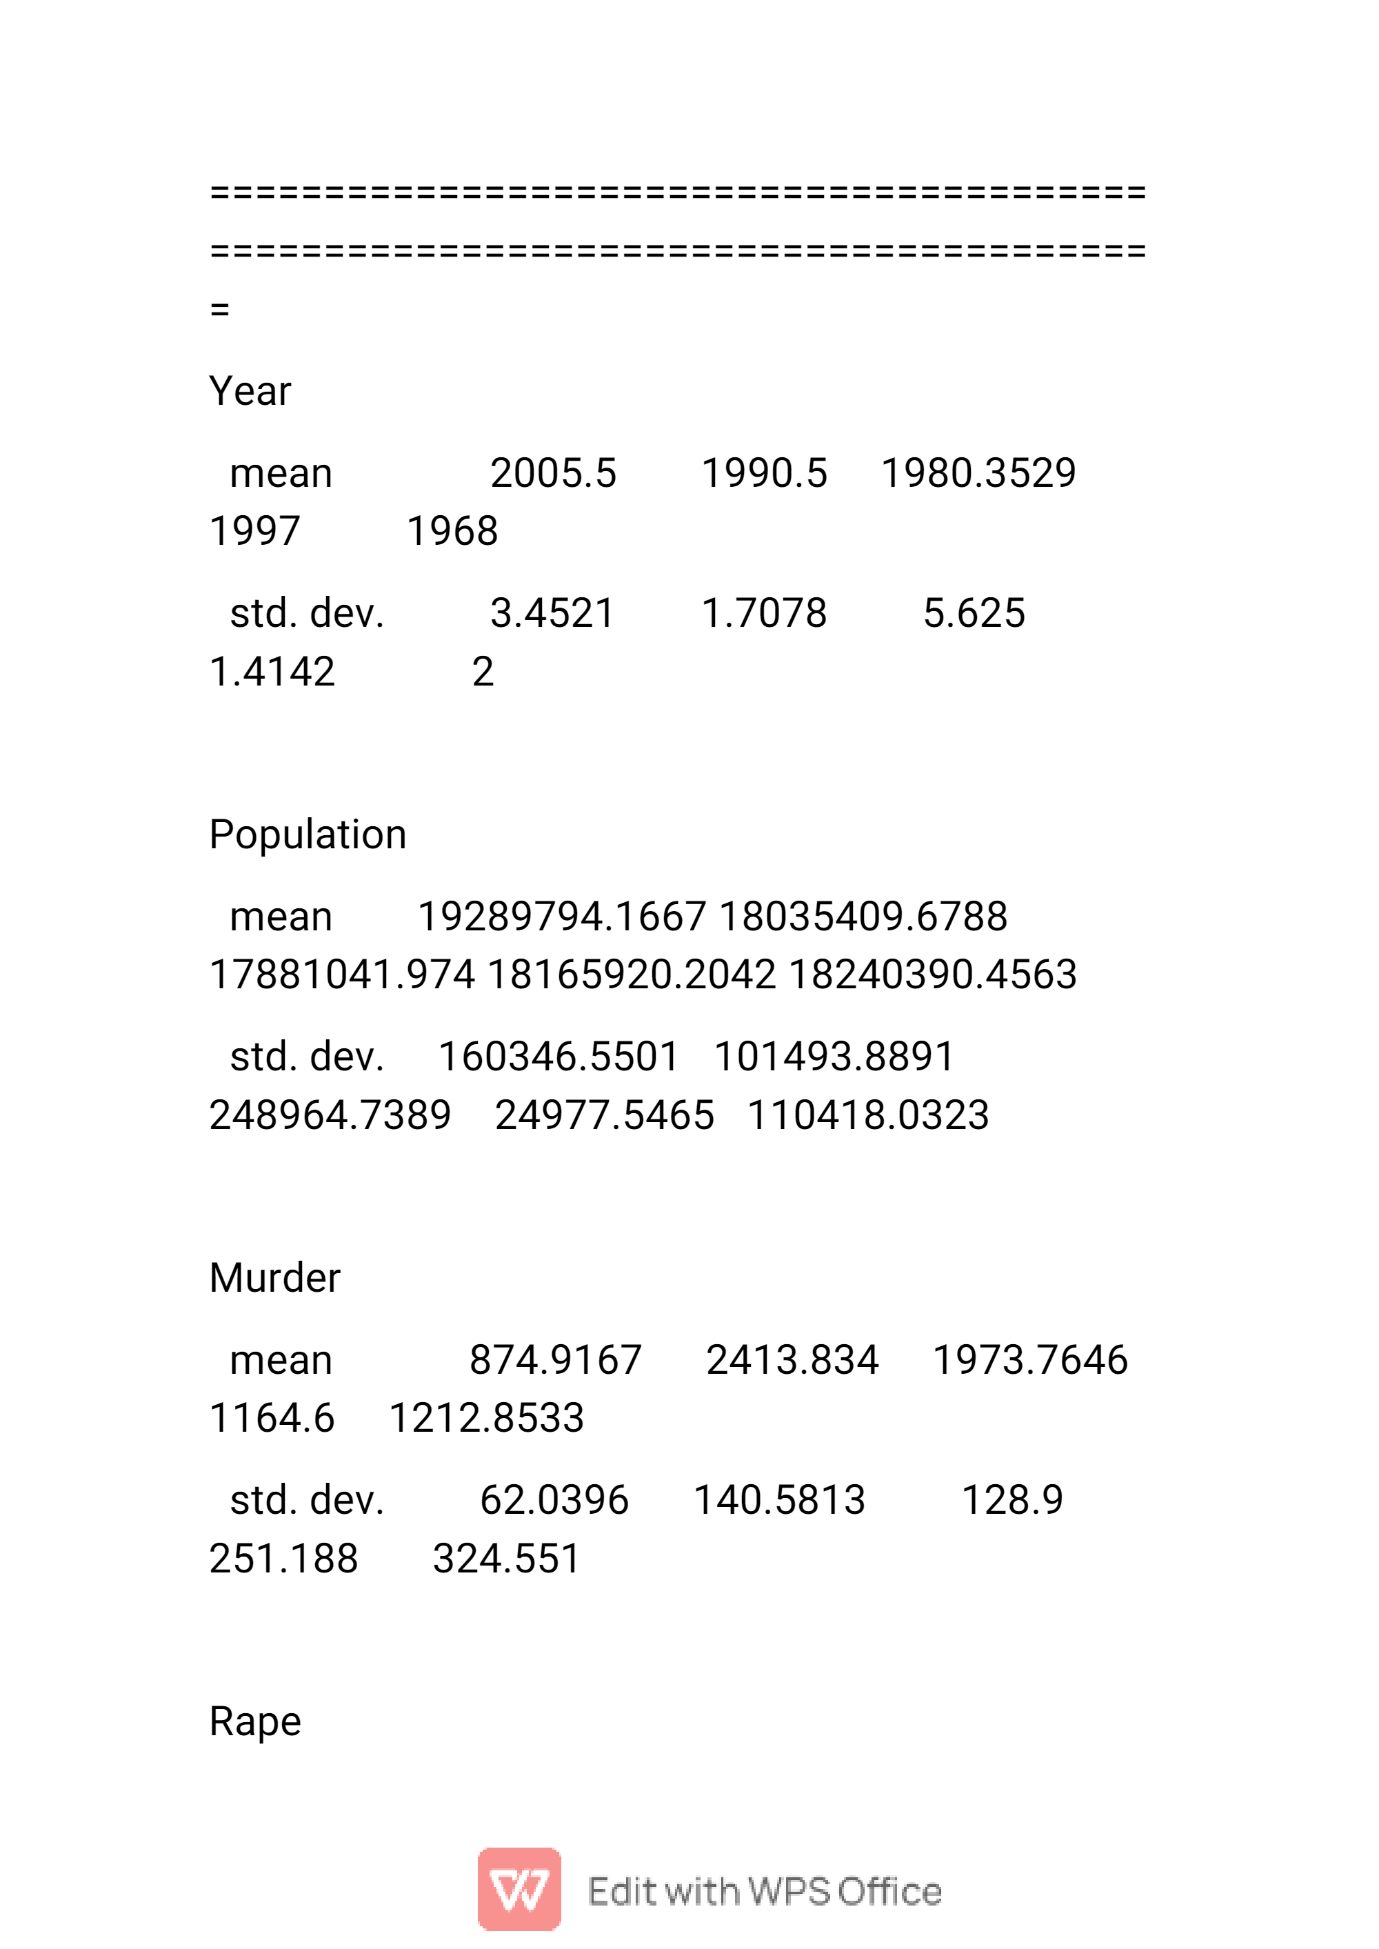 =========================================
=========================================
=
Year
mean 2005.5 1990.5 1980.3529
1997 1968
std. dev. 3.4521 1.7078 5.625
1.4142 2
Population
mean 19289794.1667 18035409.6788
17881041.974 18165920.2042 18240390.4563
std. dev. 160346.5501 101493.8891
248964.7389 24977.5465 110418.0323
Murder
mean 874.9167 2413.834 1973.7646
1164.6 1212.8533
std. dev. 62.0396 140.5813 128.9
251.188 324.551
Rape
Edit with WPS Office